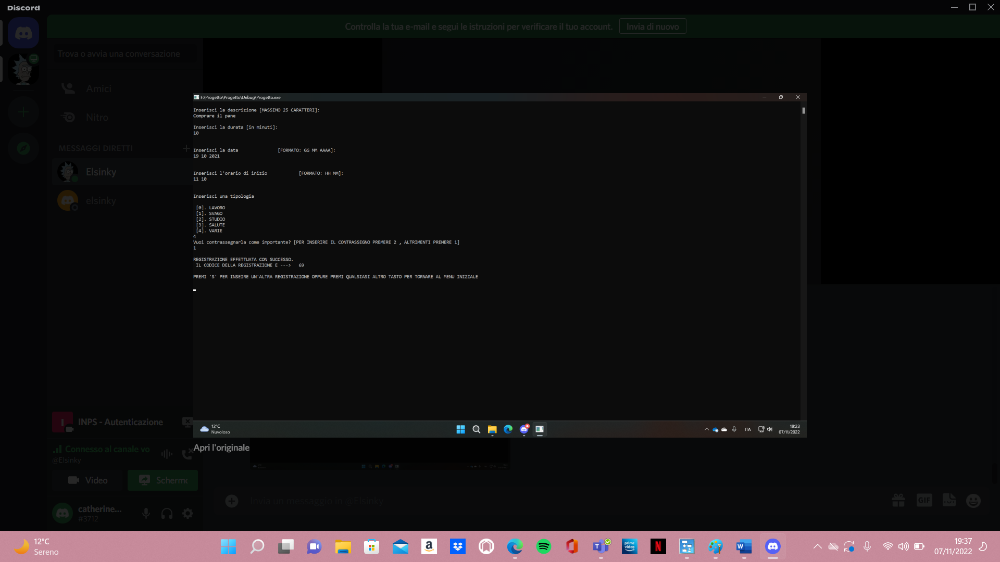 Discord
Controlla la tua e-mail e segui le istruzioni per verificare il tuo account.
Invia di nuovo
Trova o avvia una conversazione
Amici
Nitro
MESSAGGI DIRETTI
Elsinky
elsinky
F:\Progetto\Progetto\Debug\Progetto.exe
Inserisci la descrizione [MASSIMO 25 CARATTERI]:
Comprare il pane
Inserisci la durata [in minuti]:
10
Inserisci la data [FORMATO: GG MM AAAA]:
19 10 2021
Inserisci l'orario di inizio [FORMATO: HH MM]:
11 10
Inserisci una tipologia
[0]. LAVORO
[1]. SVAGO
[2]. STUDIO
[3]. SALUTE
[4]. VARIE
4
Vuoi contrassegnarla come importante? [PER INSERIRE IL CONTRASSEGNO PREMERE 2 , ALTRIMENTI PREMERE 1]
1
REGISTRAZIONE EFFETTUATA CON SUCCESSO.
IL CODICE DELLA REGISTRAZIONE E ---> 69
PREMI 'S' PER INSEIRE UN'ALTRA REGISTRAZIONE OPPURE PREMI QUALSIASI ALTRO TASTO PER TORNARE AL MENU INIZIALE
12°C
Nuvoloso
ITA
19:23
07/11/2022
Apri l'originale
I
INPS - Autenticazione
Connesso al canale vo
@Elsinky
Video
Schermo
catherine...
#3712
Invia un messaggio in @Elsinky
GIF
12°C
Sereno
a
T
prime video
N
W
19:37
07/11/2022